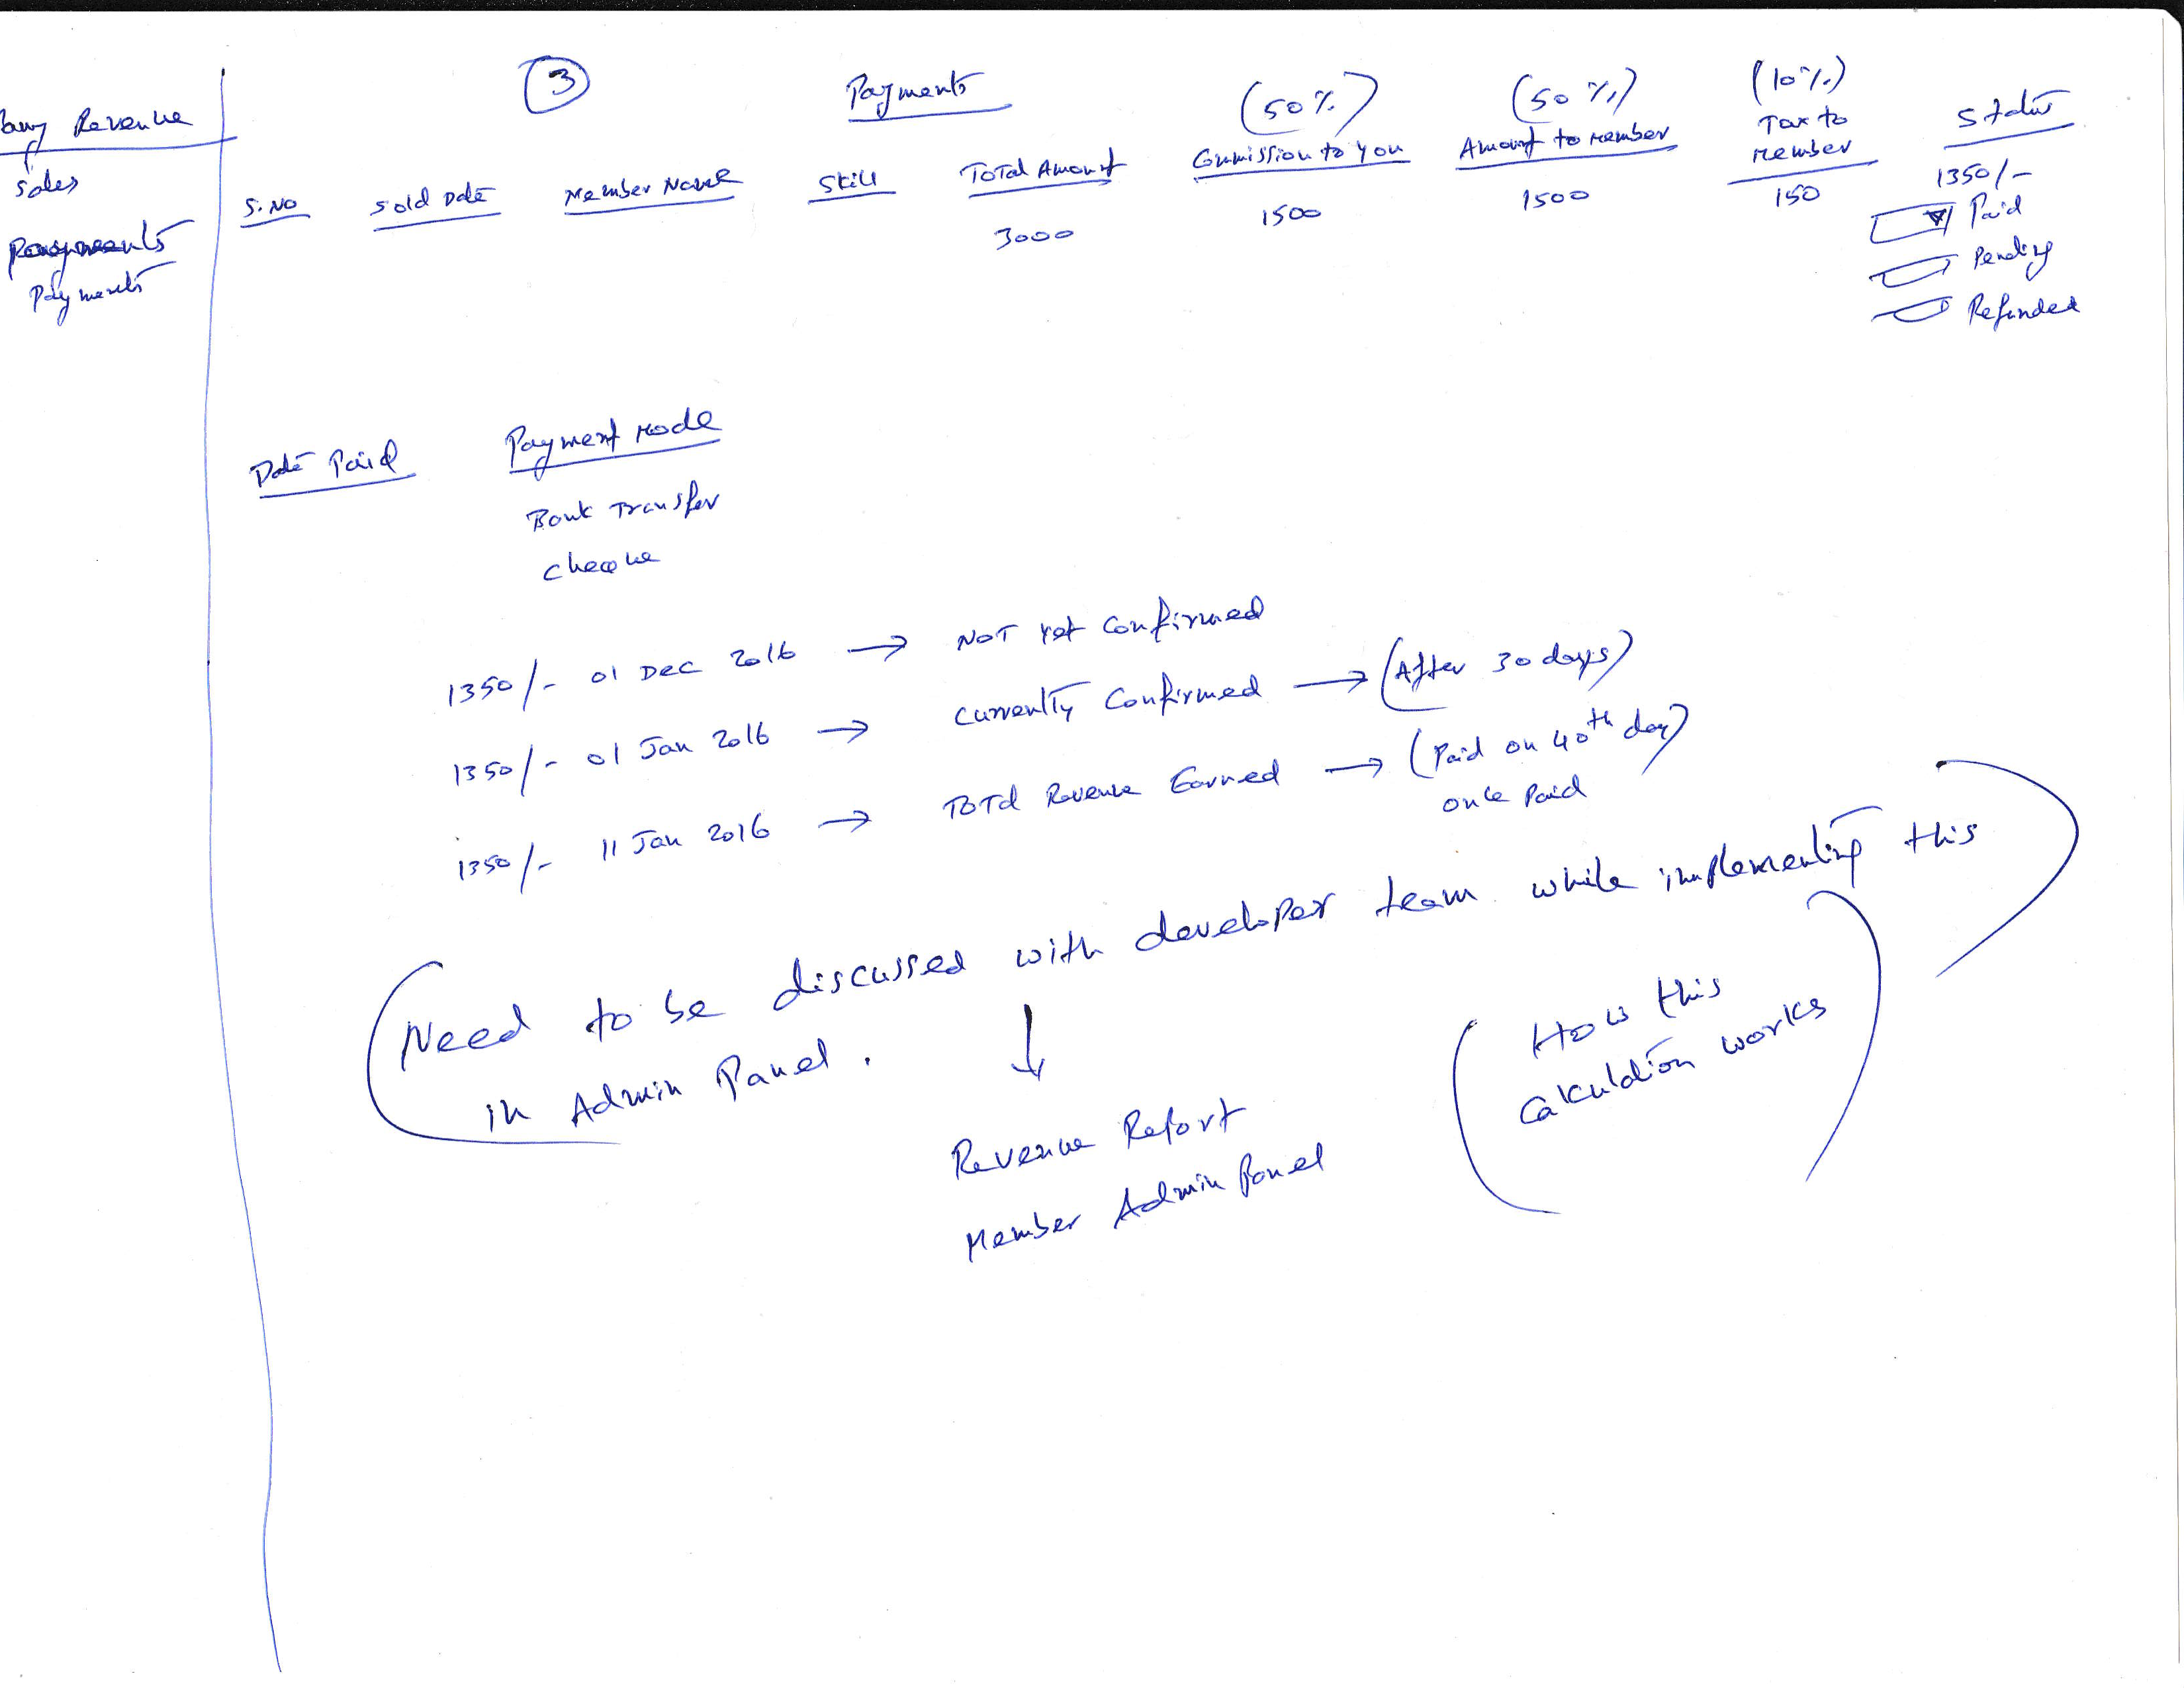 ③
Payments
Revenue
Sales
Payments
Payments
S.NO
Sold Date
Member Name
Skill
Total Amount
3000
(50%)
Commission to you
1500
(50%)
Amount to Member
1500
(10%)
Tax to
Member
150
Status
1350/-
Paid
Pending
Refunded
Date Paid
Payment Mode
Bank Transfer
Cheque
1350/- 01 Dec 2016 → Not yet Confirmed
1350/- 01 Jan 2016 → Currently Confirmed → (After 30 days)
1350/- 11 Jan 2016 → Total Revenue Earned → (Paid on 40th day)
once Paid
(Need to be discussed with developer team while implementing this
in Admin Panel. )
↓
Revenue Report
Member Admin Panel
(How this
Calculation works)